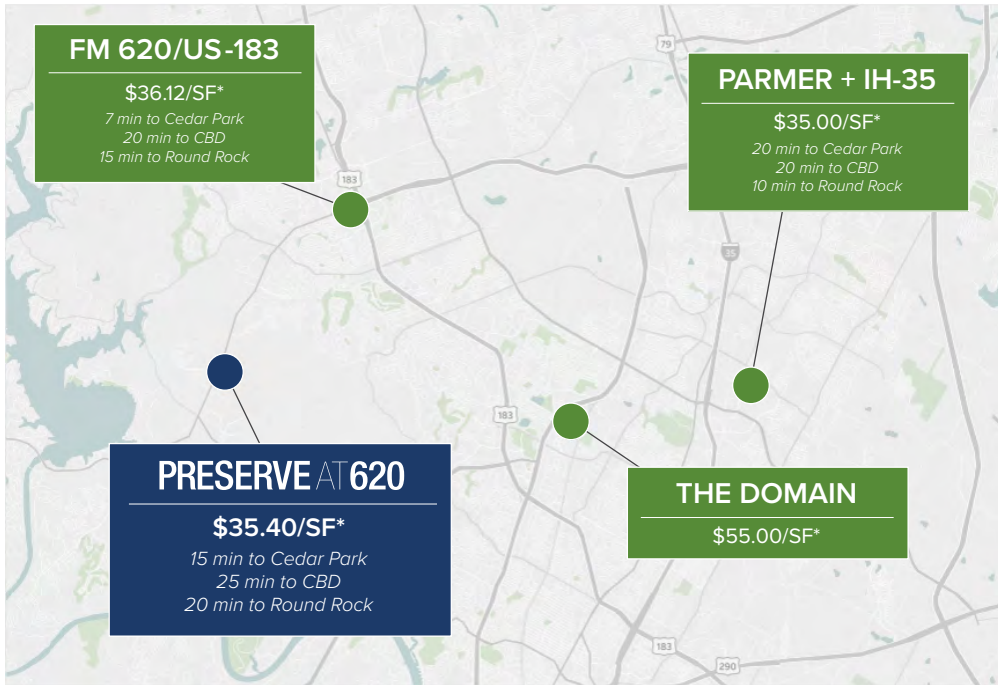 FM 620/US-183
$36.12/SF*
7 min to Cedar Park
20 min to CBD
15 min to Round Rock
79
PARMER + IH-35
$35.00/SF*
20 min to Cedar Park
20 min to CBD
10 min to Round Rock
183
35
183
PRESERVE AT 620
$35.40/SF*
15 min to Cedar Park
25 min to CBD
20 min to Round Rock
THE DOMAIN
$55.00/SF*
183
290